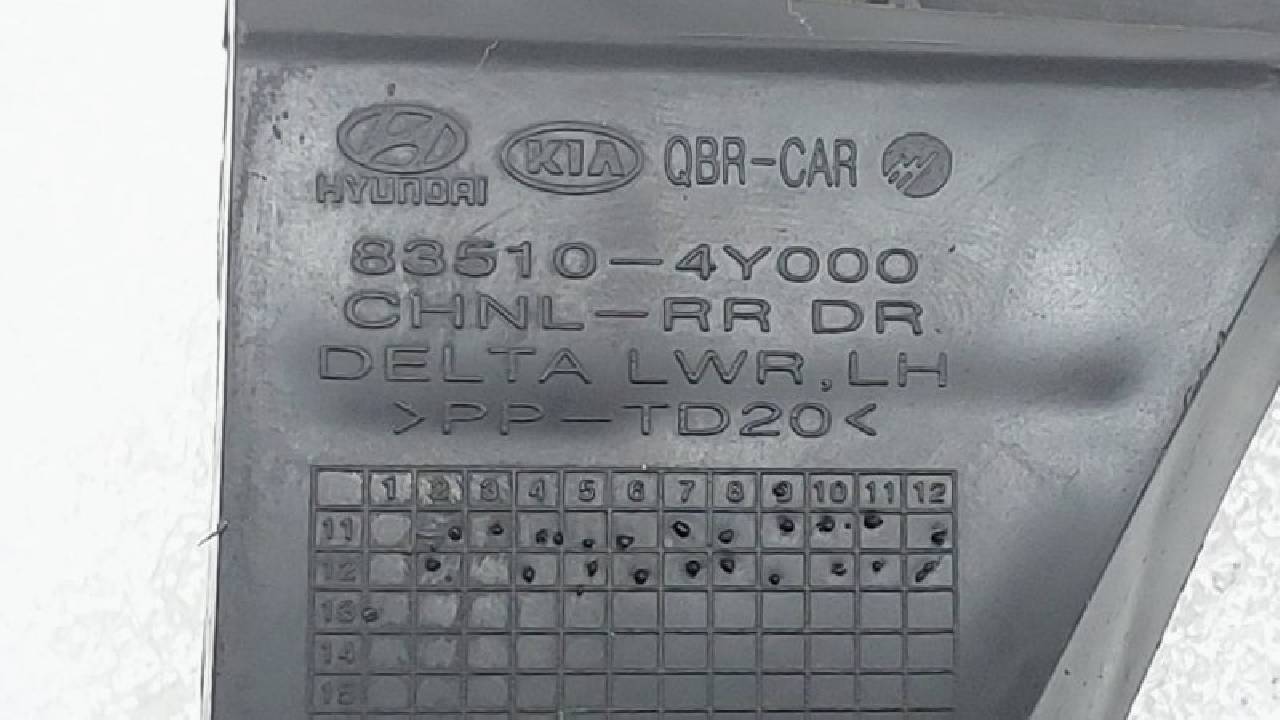 HYUNDAI KIA QBR-CAR
83510-4Y000
CHNL-RR DR
DELTA LWR,LH
>PP-TD20<
1 2 3 4 5 6 7 8 9 10 11 12
11
12
13
14
15